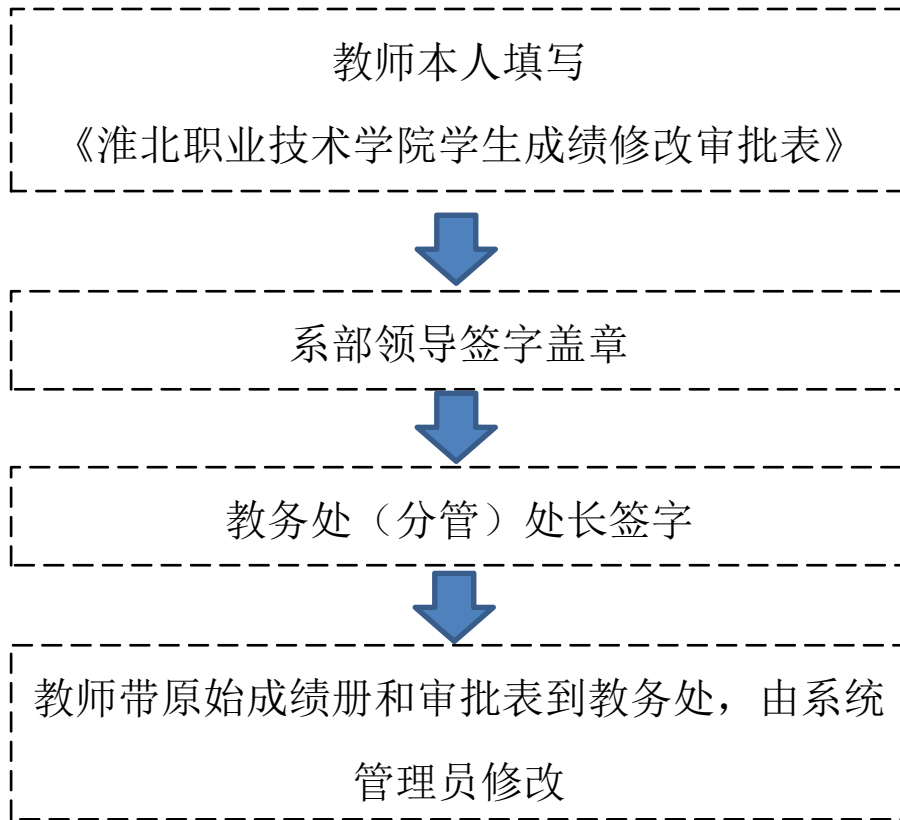 教师本人填写
《淮北职业技术学院学生成绩修改审批表》
系部领导签字盖章
教务处（分管）处长签字
教师带原始成绩册和审批表到教务处，由系统
管理员修改